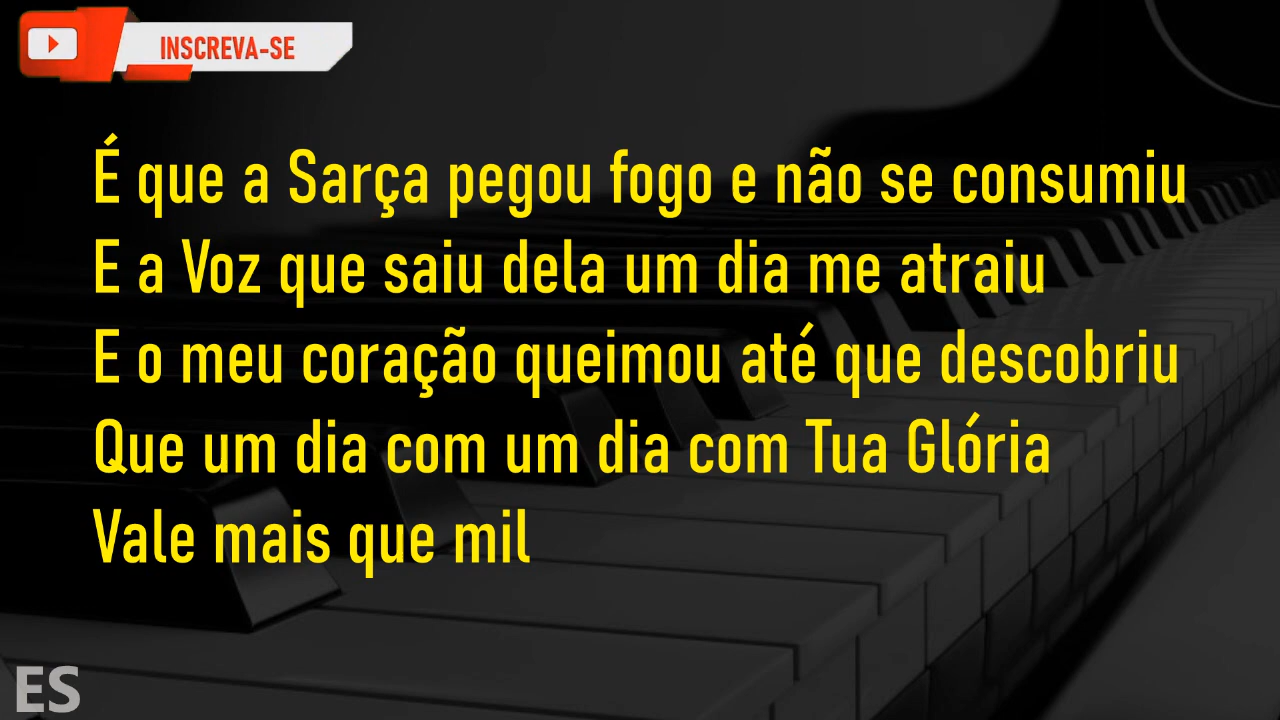 INSCREVA-SE
É que a Sarça pegou fogo e não se consumiu
E a Voz que saiu dela um dia me atraiu
E o meu coração queimou até que descobriu
Que um dia com um dia com Tua Glória
Vale mais que mil
ES